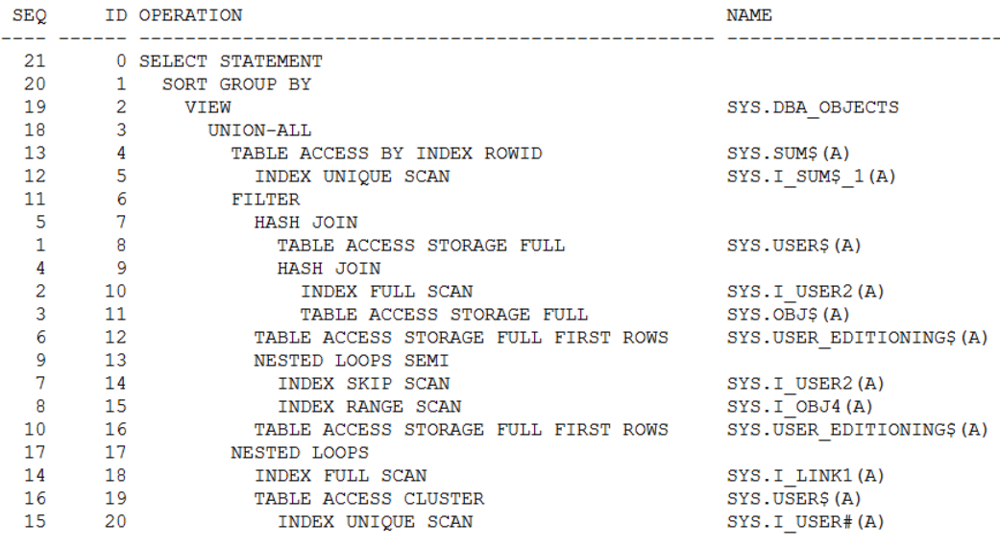 SEQ ID OPERATION NAME
---- ------ -------------------------------------------------- ------------------------
21 0 SELECT STATEMENT
20 1 SORT GROUP BY
19 2 VIEW SYS.DBA_OBJECTS
18 3 UNION-ALL
13 4 TABLE ACCESS BY INDEX ROWID SYS.SUM$(A)
12 5 INDEX UNIQUE SCAN SYS.I_SUM$_1(A)
11 6 FILTER
5 7 HASH JOIN
1 8 TABLE ACCESS STORAGE FULL SYS.USER$(A)
4 9 HASH JOIN
2 10 INDEX FULL SCAN SYS.I_USER2(A)
3 11 TABLE ACCESS STORAGE FULL SYS.OBJ$(A)
6 12 TABLE ACCESS STORAGE FULL FIRST ROWS SYS.USER_EDITIONING$(A)
9 13 NESTED LOOPS SEMI
7 14 INDEX SKIP SCAN SYS.I_USER2(A)
8 15 INDEX RANGE SCAN SYS.I_OBJ4(A)
10 16 TABLE ACCESS STORAGE FULL FIRST ROWS SYS.USER_EDITIONING$(A)
17 17 NESTED LOOPS
14 18 INDEX FULL SCAN SYS.I_LINK1(A)
16 19 TABLE ACCESS CLUSTER SYS.USER$(A)
15 20 INDEX UNIQUE SCAN SYS.I_USER#(A)